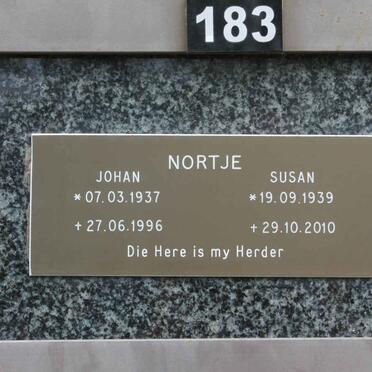 183
NORTJE
JOHAN SUSAN
* 07.03.1937 * 19.09.1939
+ 27.06.1996 + 29.10.2010
Die Here is my Herder